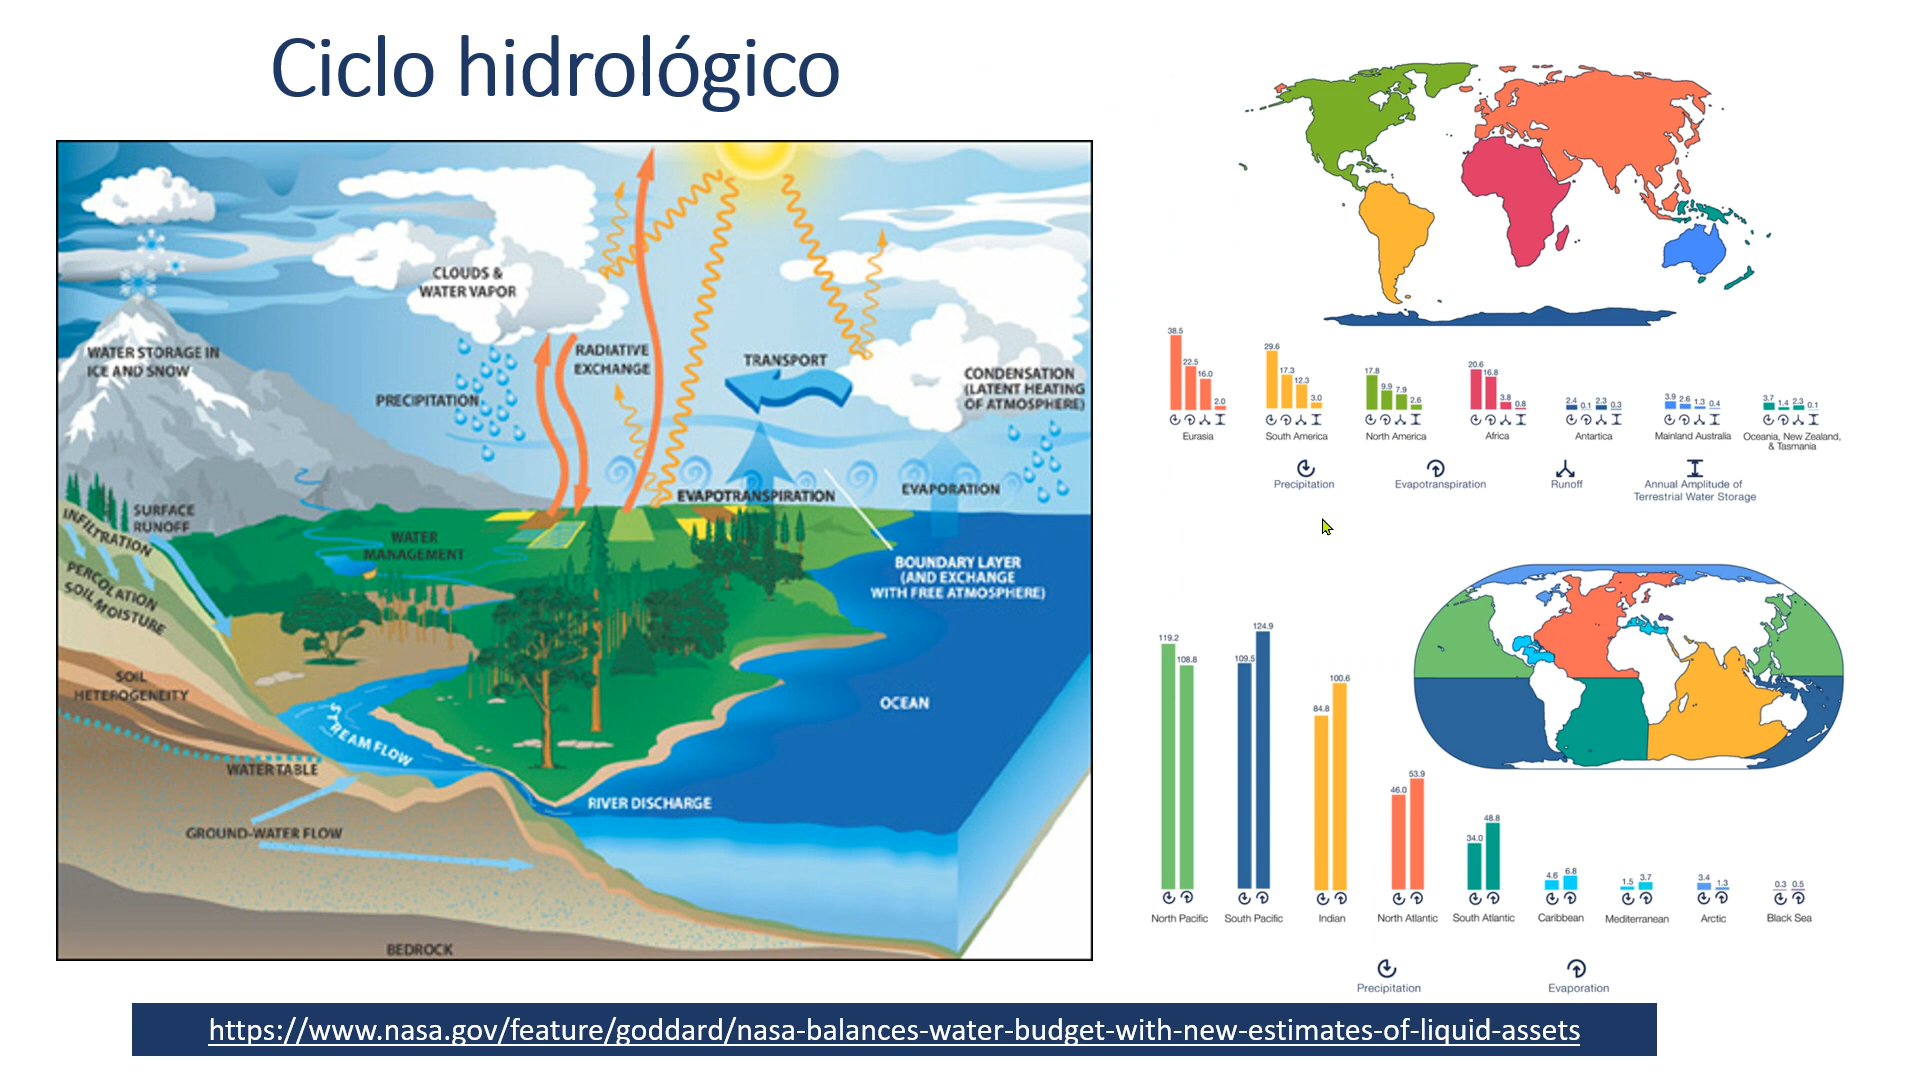 Ciclo hidrológico
CLOUDS &
WATER VAPOR
WATER STORAGE IN
ICE AND SNOW
PRECIPITATION
RADIATIVE
EXCHANGE
TRANSPORT
CONDENSATION
(LATENT HEATING
OF ATMOSPHERE)
EVAPOTRANSPIRATION
EVAPORATION
SURFACE
RUNOFF
INFILTRATION
PERCOLATION
SOIL MOISTURE
WATER
MANAGEMENT
BOUNDARY LAYER
(AND EXCHANGE
WITH FREE ATMOSPHERE)
SOIL
HETEROGENEITY
STREAM FLOW
OCEAN
WATER TABLE
RIVER DISCHARGE
GROUND-WATER FLOW
BEDROCK
38.5 22.5 16.0 2.0
29.6 17.3 12.3 3.0
17.8 9.9 7.9 2.6
20.6 16.8 3.8 0.8
2.4 0.1 2.3 0.3
3.9 2.6 1.3 0.4
3.7 1.4 2.3 0.1
Eurasia
South America
North America
Africa
Antartica
Mainland Australia
Oceania, New Zealand,
& Tasmania
Precipitation
Evapotranspiration
Runoff
Annual Amplitude of
Terrestrial Water Storage
119.2 108.8
109.5 124.9
84.8 100.6
46.0 53.9
34.0 48.8
4.6 6.8
1.5 3.7
3.4 1.3
0.3 0.5
North Pacific
South Pacific
Indian
North Atlantic
South Atlantic
Caribbean
Mediterranean
Arctic
Black Sea
Precipitation
Evaporation
https://www.nasa.gov/feature/goddard/nasa-balances-water-budget-with-new-estimates-of-liquid-assets